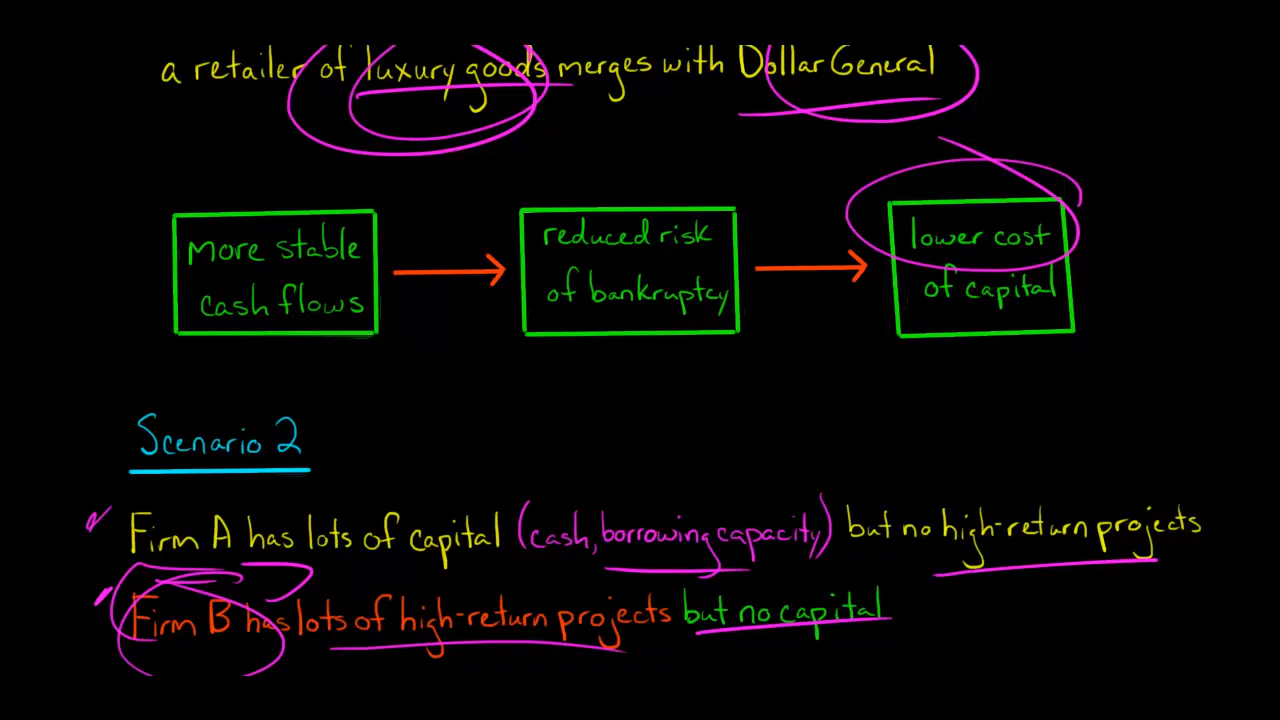 a retailer of luxury goods merges with Dollar General
more stable
cash flows
reduced risk
of bankruptcy
lower cost
of capital
Scenario 2
Firm A has lots of capital (cash, borrowing capacity) but no high-return projects
Firm B has lots of high-return projects but no capital